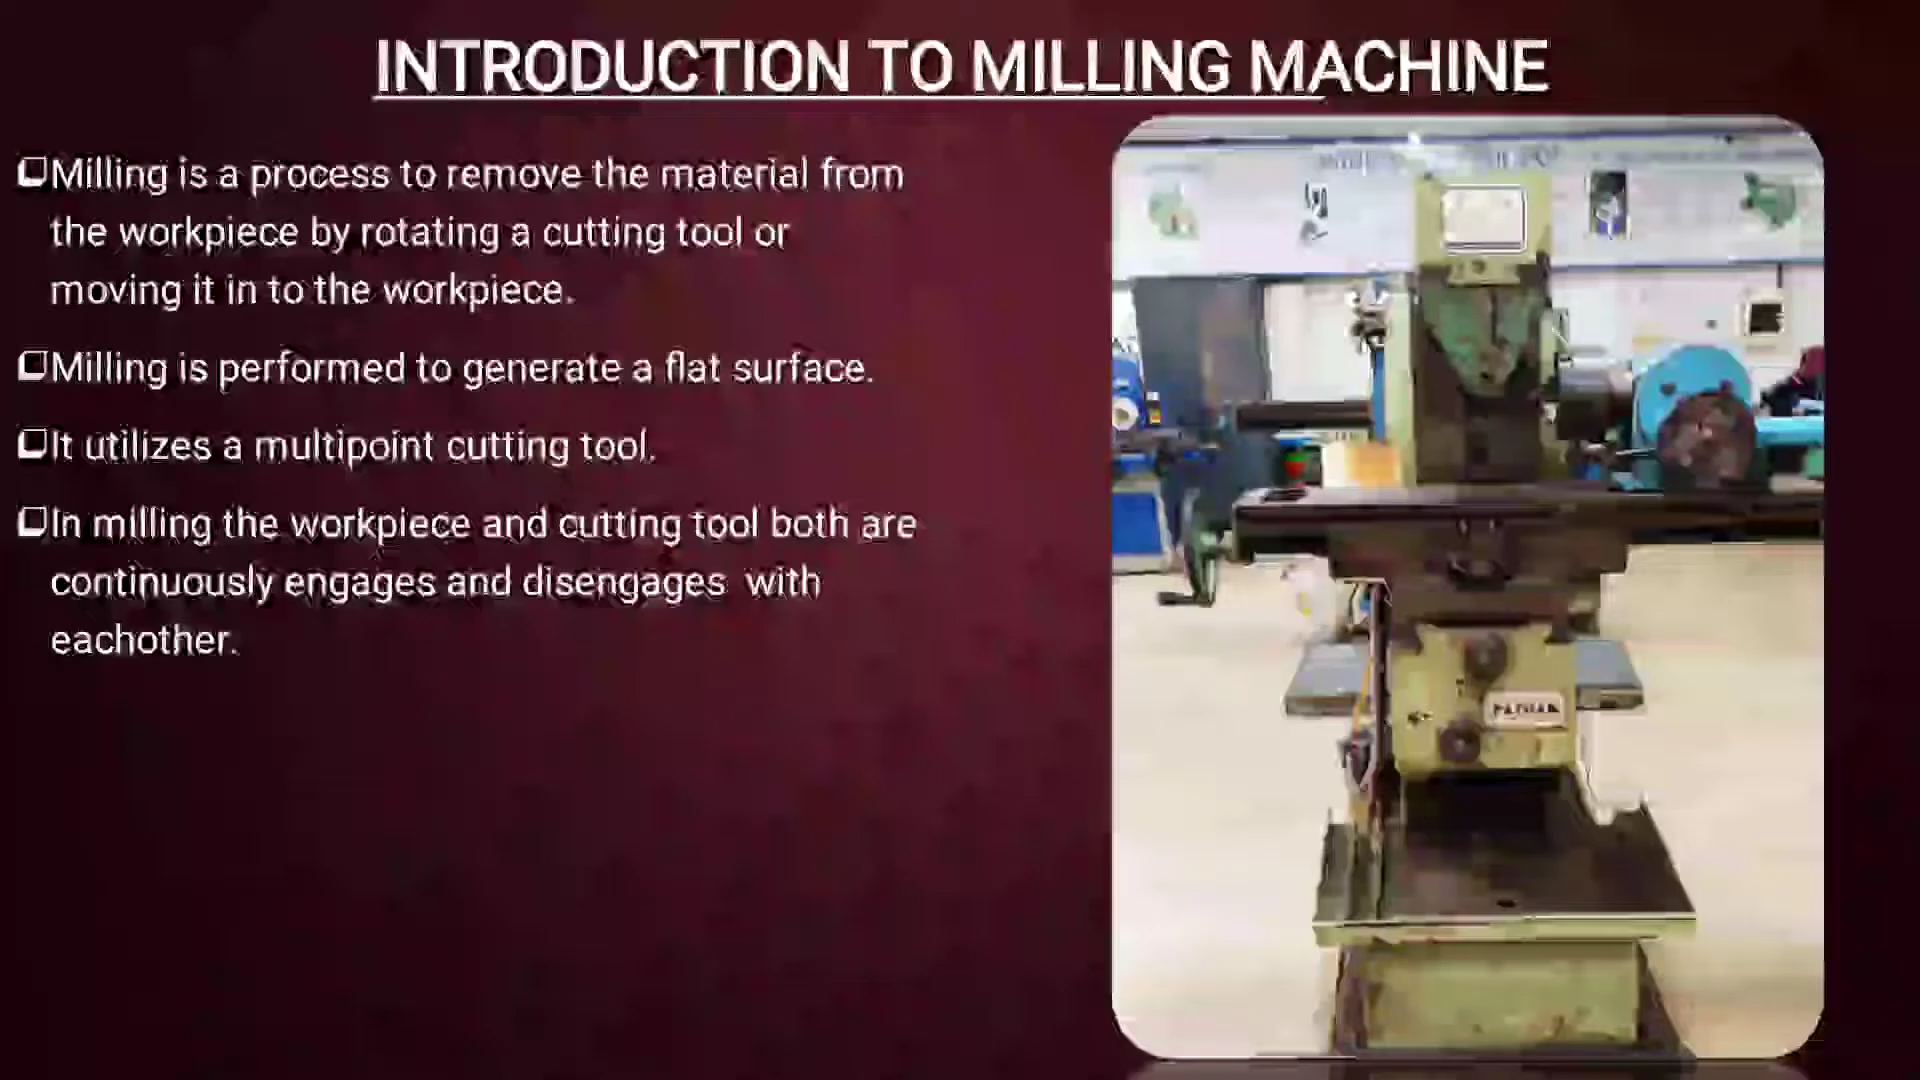 INTRODUCTION TO MILLING MACHINE
Milling is a process to remove the material from
the workpiece by rotating a cutting tool or
moving it in to the workpiece.
Milling is performed to generate a flat surface.
It utilizes a multipoint cutting tool.
In milling the workpiece and cutting tool both are
continuously engages and disengages with
eachother.